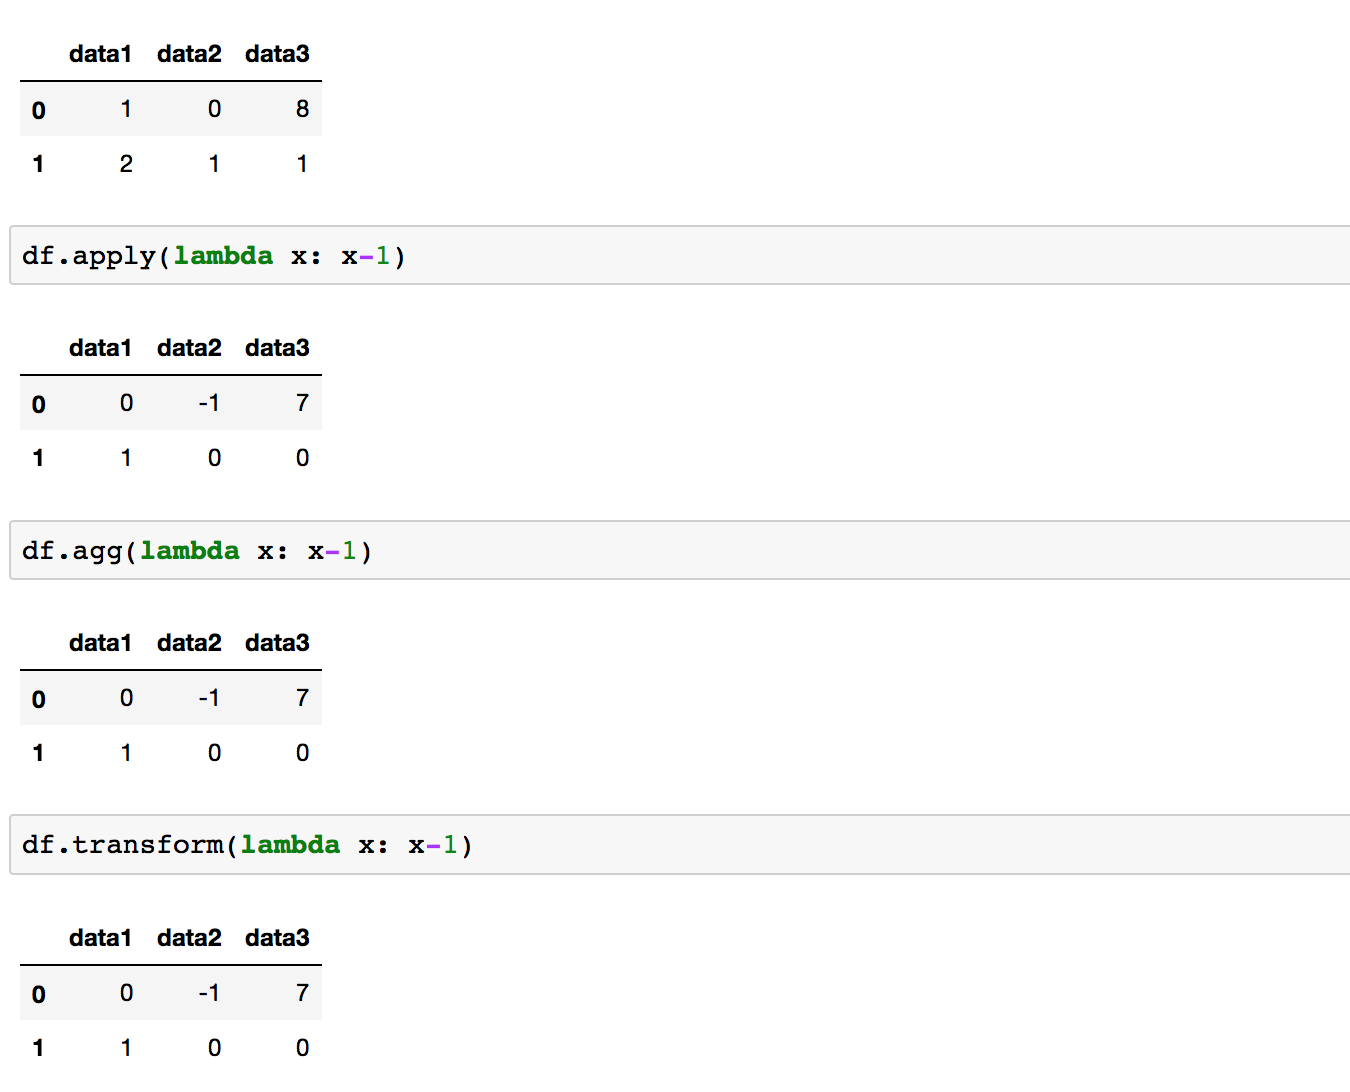 data1 data2 data3
0 1 0 8
1 2 1 1
df.apply(lambda x: x-1)
data1 data2 data3
0 0 -1 7
1 1 0 0
df.agg(lambda x: x-1)
data1 data2 data3
0 0 -1 7
1 1 0 0
df.transform(lambda x: x-1)
data1 data2 data3
0 0 -1 7
1 1 0 0